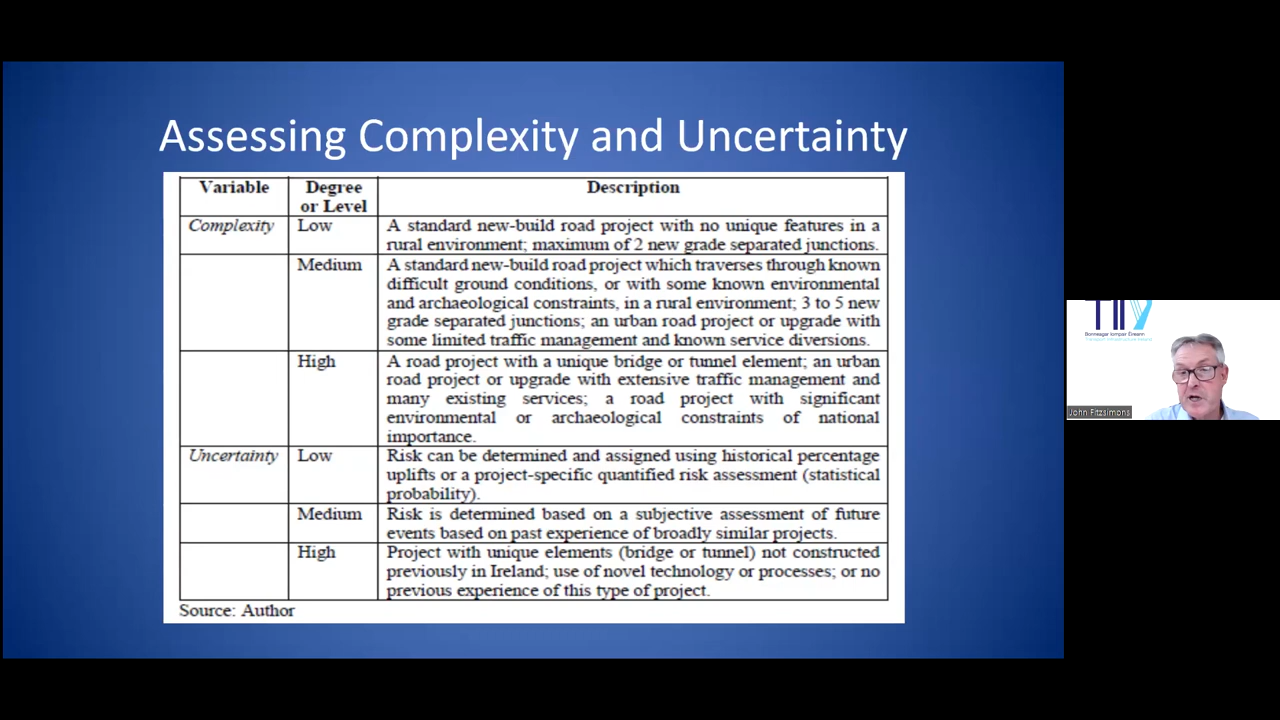 Assessing Complexity and Uncertainty
Variable
Degree
or Level
Description
Complexity
Low
A standard new-build road project with no unique features in a
rural environment; maximum of 2 new grade separated junctions.
Medium
A standard new-build road project which traverses through known
difficult ground conditions, or with some known environmental
and archaeological constraints, in a rural environment; 3 to 5 new
grade separated junctions; an urban road project or upgrade with
some limited traffic management and known service diversions.
High
A road project with a unique bridge or tunnel element; an urban
road project or upgrade with extensive traffic management and
many existing services; a road project with significant
environmental or archaeological constraints of national
importance.
Uncertainty
Low
Risk can be determined and assigned using historical percentage
uplifts or a project-specific quantified risk assessment (statistical
probability).
Medium
Risk is determined based on a subjective assessment of future
events based on past experience of broadly similar projects.
High
Project with unique elements (bridge or tunnel) not constructed
previously in Ireland; use of novel technology or processes; or no
previous experience of this type of project.
Source: Author
Bonneagar Iompair Éireann
Transport Infrastructure Ireland
John Fitzsimons